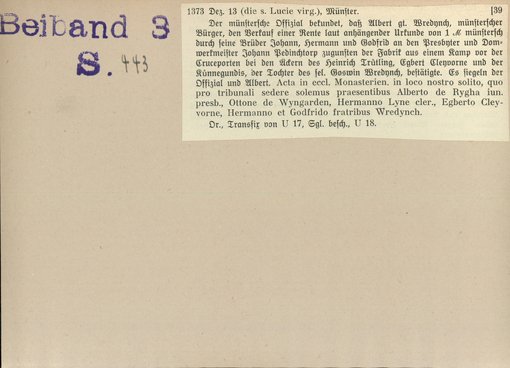 Beiband 3
S. 443
1373 Dez. 13 (die s. Lucie virg.), Münster. [39
Der münstersche Offizial bekundet, daß Albert gt. Wredynch, münsterscher
Bürger, den Verkauf einer Rente laut anhängender Urkunde von 1 M münstersch
durch seine Brüder Johann, Hermann und Godfrid an den Presbyter und Dom-
werkmeister Johann Pedinchtorp zugunsten der Fabrik aus einem Kamp vor der
Cruceporten bei den Äckern des Heinrich Trütling, Egbert Cleyvorne und der
Künnegundis, der Tochter des sel. Goswin Wredynch, bestätigte. Es siegeln der
Offizial und Albert. Acta in eccl. Monasterien. in loco nostro solito, quo
pro tribunali sedere solemus praesentibus Alberto de Rygha iun.
presb., Ottone de Wyngarden, Hermanno Lyne cler., Egberto Cley-
vorne, Hermanno et Godfrido fratribus Wredynch.
Or., Transfix von U 17, Sgl. besch., U 18.